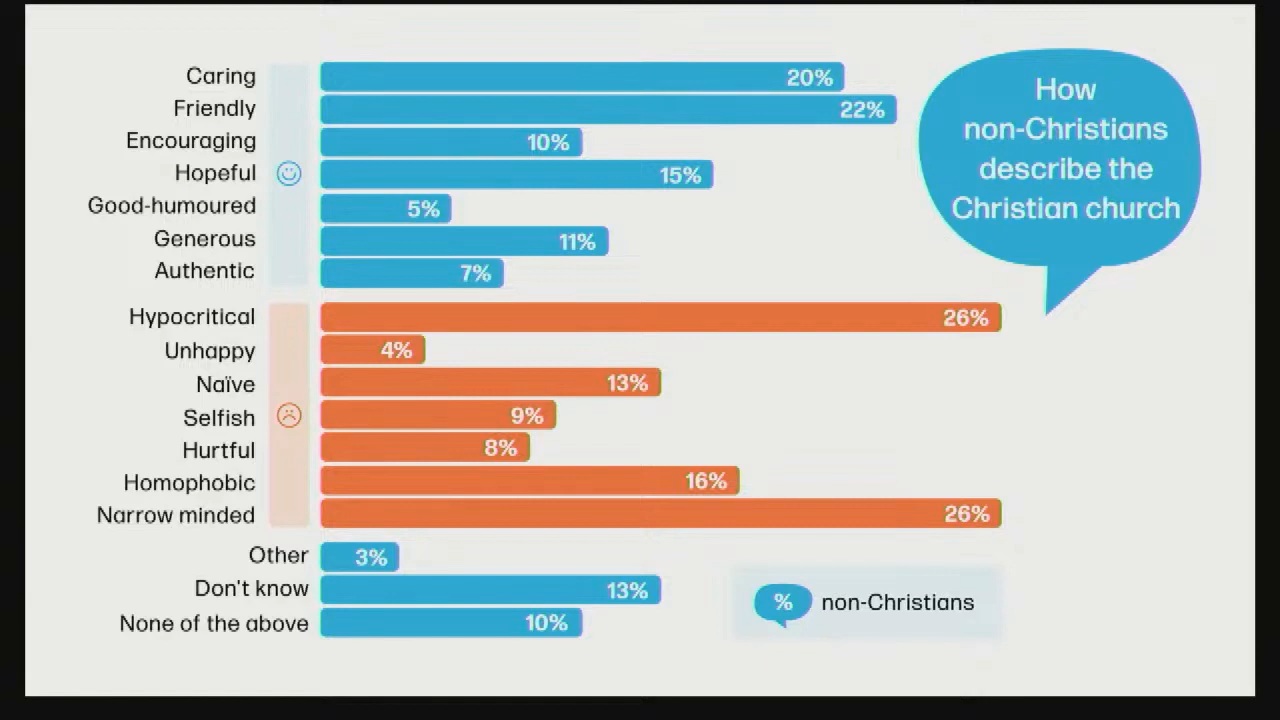 Caring 20%
Friendly 22%
Encouraging 10%
Hopeful 15%
Good-humoured 5%
Generous 11%
Authentic 7%
Hypocritical 26%
Unhappy 4%
Naïve 13%
Selfish 9%
Hurtful 8%
Homophobic 16%
Narrow minded 26%
Other 3%
Don't know 13%
None of the above 10%
How
non-Christians
describe the
Christian church
% non-Christians